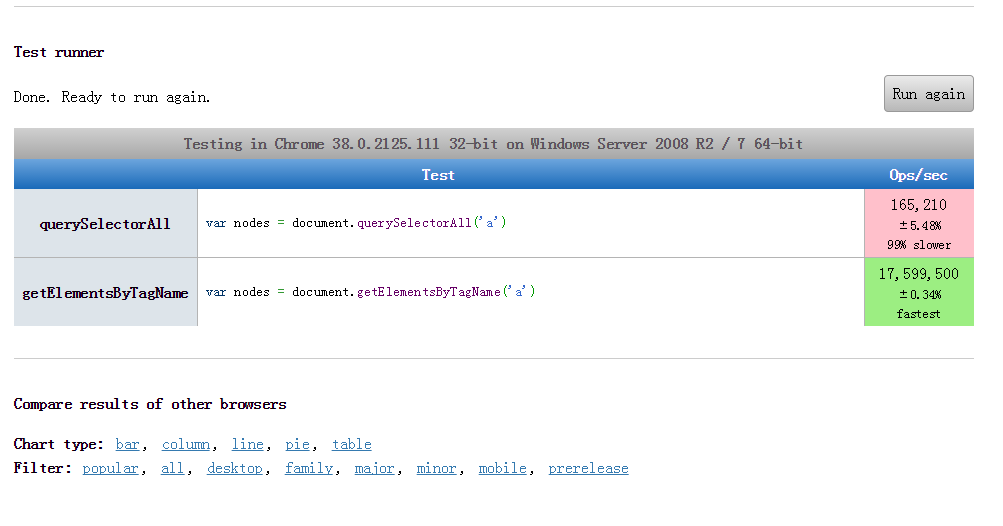 Test runner
Done. Ready to run again.
Run again
Testing in Chrome 38.0.2125.111 32-bit on Windows Server 2008 R2 / 7 64-bit
Test Ops/sec
querySelectorAll var nodes = document.querySelectorAll('a') 165,210
±5.48%
99% slower
getElementsByTagName var nodes = document.getElementsByTagName('a') 17,599,500
±0.34%
fastest
Compare results of other browsers
Chart type: bar, column, line, pie, table
Filter: popular, all, desktop, family, major, minor, mobile, prerelease